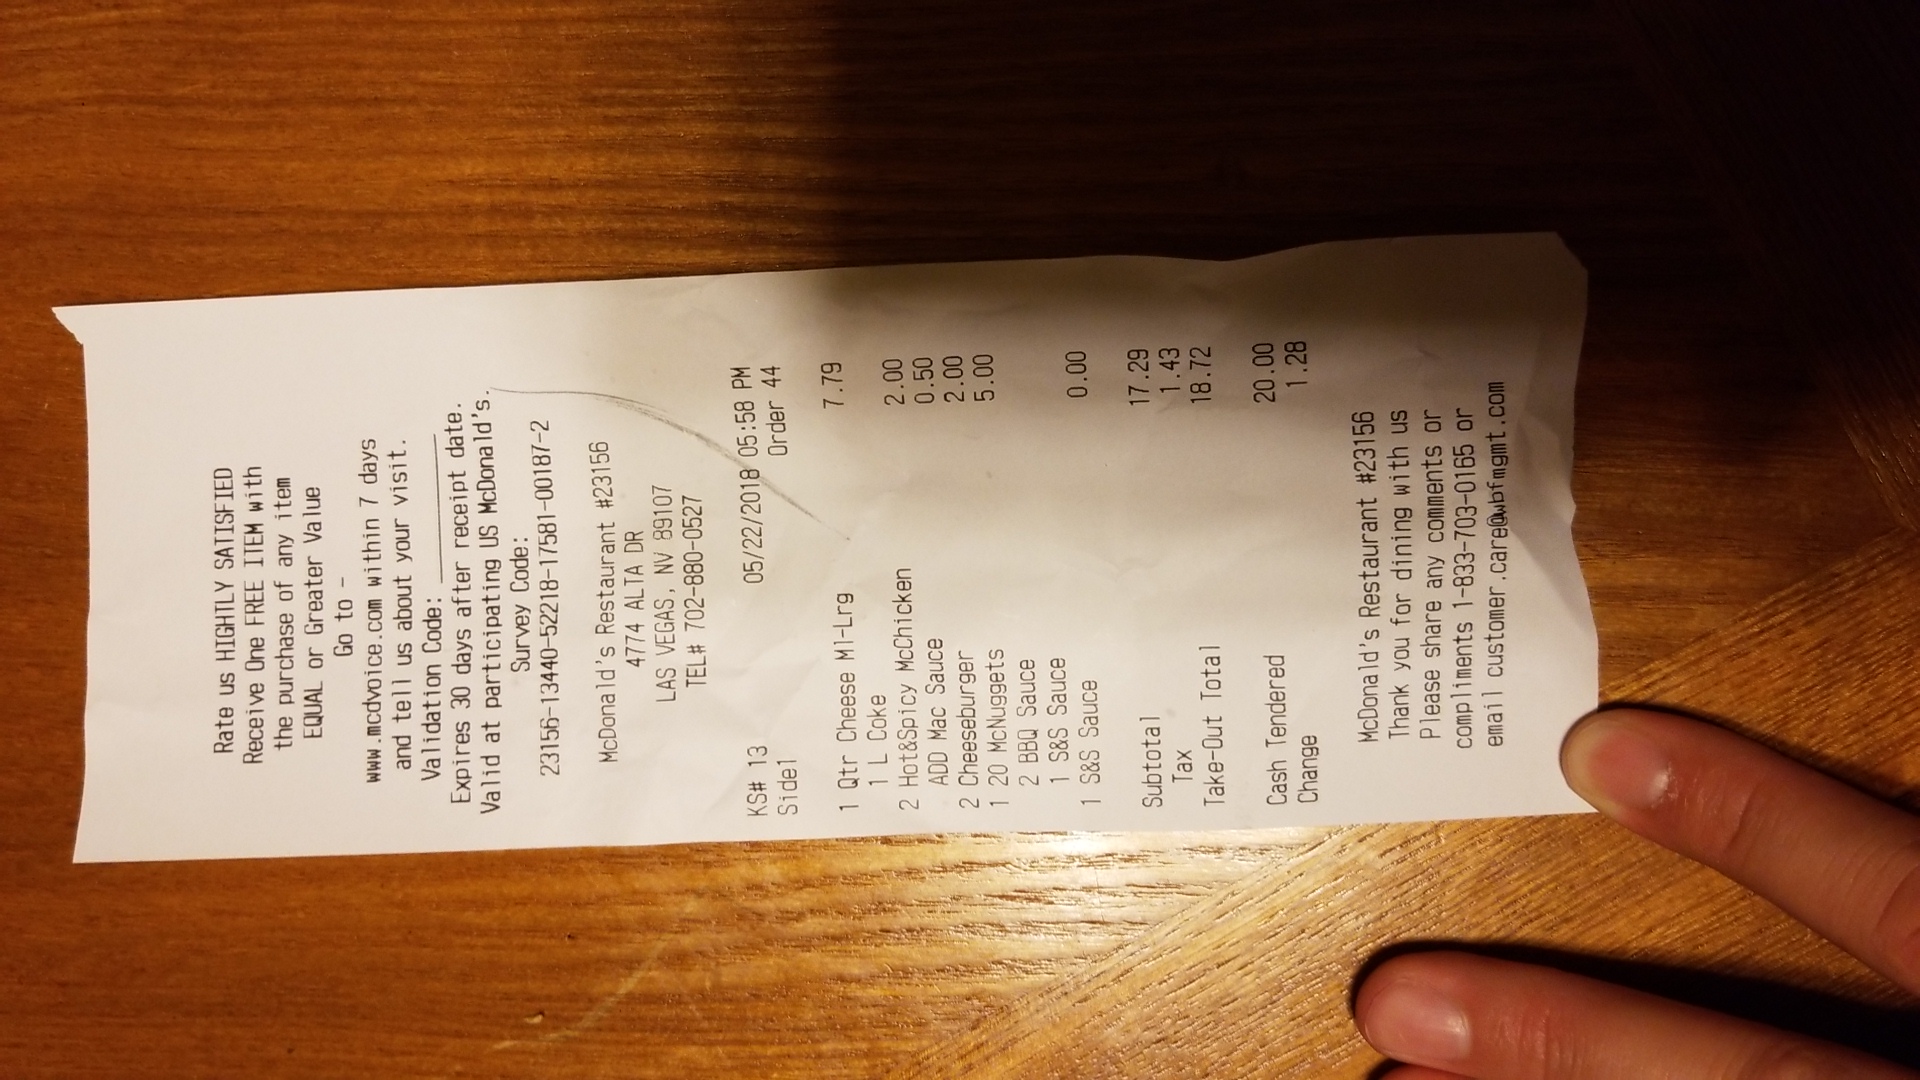 Rate us HIGHLY SATISFIED
Receive One FREE ITEM with
the purchase of any item
EQUAL or Greater Value
Go to -
www.mcdvoice.com within 7 days
and tell us about your visit.
Validation Code:
Expires 30 days after receipt date.
Valid at participating US McDonald's.
Survey Code:
23156-13440-52218-17581-00187-2
McDonald's Restaurant #23156
4774 ALTA DR
LAS VEGAS, NV 89107
TEL# 702-880-0527
KS# 13 05/22/2018 05:58 PM
Side1 Order 44
1 Qtr Cheese Ml-Lrg 7.79
1 L Coke
2 Hot&Spicy McChicken 2.00
ADD Mac Sauce 0.50
2 Cheeseburger 2.00
1 20 McNuggets 5.00
2 BBQ Sauce
1 S&S Sauce
1 S&S Sauce 0.00
Subtotal 17.29
Tax 1.43
Take-Out Total 18.72
Cash Tendered 20.00
Change 1.28
McDonald's Restaurant #23156
Thank you for dining with us
Please share any comments or
compliments 1-833-703-0165 or
email customer.care@wbfmgmt.com